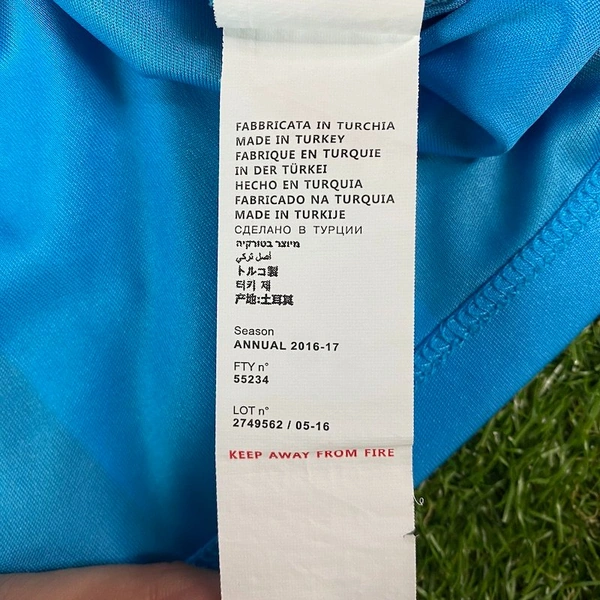 FABBRICATA IN TURCHIA
MADE IN TURKEY
FABRIQUE EN TURQUIE
IN DER TÜRKEI
HECHO EN TURQUIA
FABRICADO NA TURQUIA
MADE IN TURKIJE
СДЕЛАНО В ТУРЦИИ
מיוצר בטורקיה
أصل تركي
トルコ製
터키 제
产地:土耳其
Season
ANNUAL 2016-17
FTY n°
55234
LOT n°
2749562 / 05-16
KEEP AWAY FROM FIRE